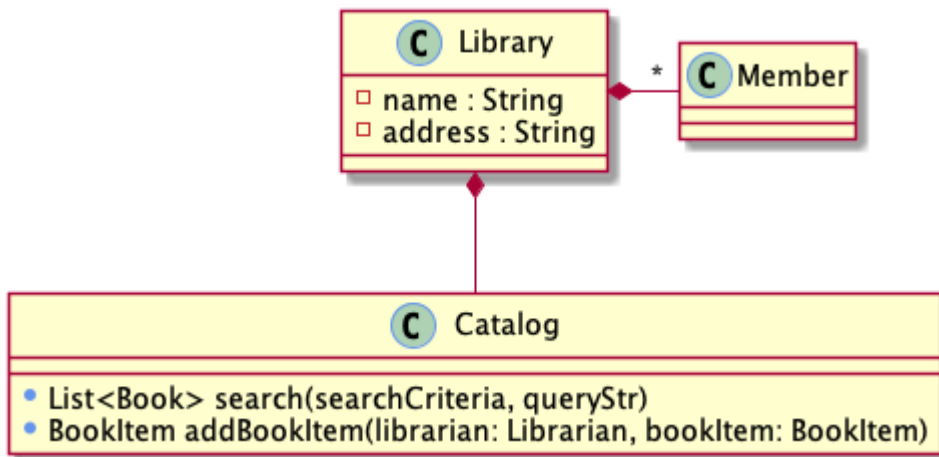 C Library
name : String
address : String
*
C Member
C Catalog
List<Book> search(searchCriteria, queryStr)
BookItem addBookItem(librarian: Librarian, bookItem: BookItem)